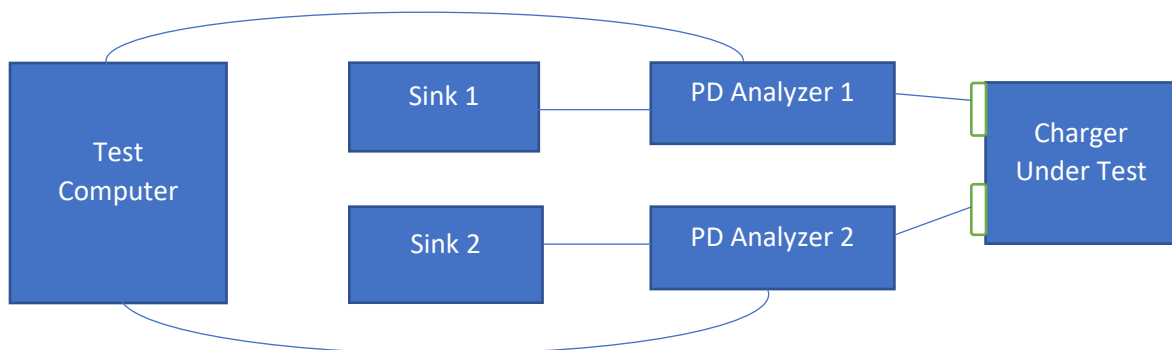 Test
Computer
Sink 1
PD Analyzer 1
Charger
Under Test
Sink 2
PD Analyzer 2